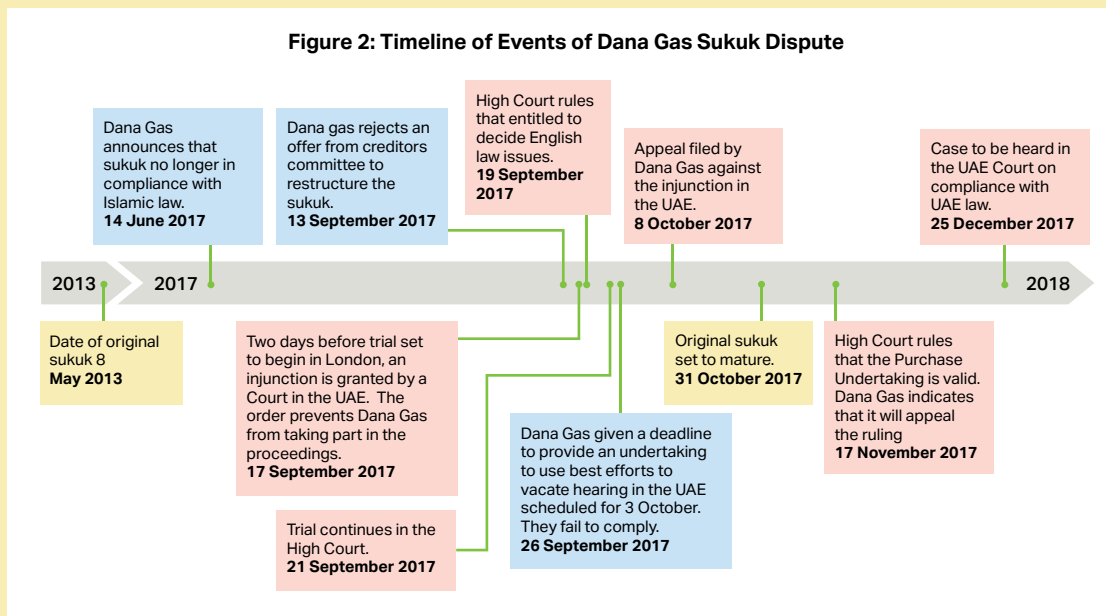 Figure 2: Timeline of Events of Dana Gas Sukuk Dispute
Dana Gas
announces that
sukuk no longer in
compliance with
Islamic law.
14 June 2017
Dana gas rejects an
offer from creditors
committee to
restructure the
sukuk.
13 September 2017
High Court rules
that entitled to
decide English
law issues.
19 September
2017
Appeal filed by
Dana Gas against
the injunction in
the UAE.
8 October 2017
Case to be heard in
the UAE Court on
compliance with
UAE law.
25 December 2017
2013
2017
2018
Date of original
sukuk 8
May 2013
Two days before trial set
to begin in London, an
injunction is granted by a
Court in the UAE. The
order prevents Dana Gas
from taking part in the
proceedings.
17 September 2017
Trial continues in the
High Court.
21 September 2017
Dana Gas given a deadline
to provide an undertaking
to use best efforts to
vacate hearing in the UAE
scheduled for 3 October.
They fail to comply.
26 September 2017
Original sukuk
set to mature.
31 October 2017
High Court rules
that the Purchase
Undertaking is valid.
Dana Gas indicates
that it will appeal
the ruling
17 November 2017